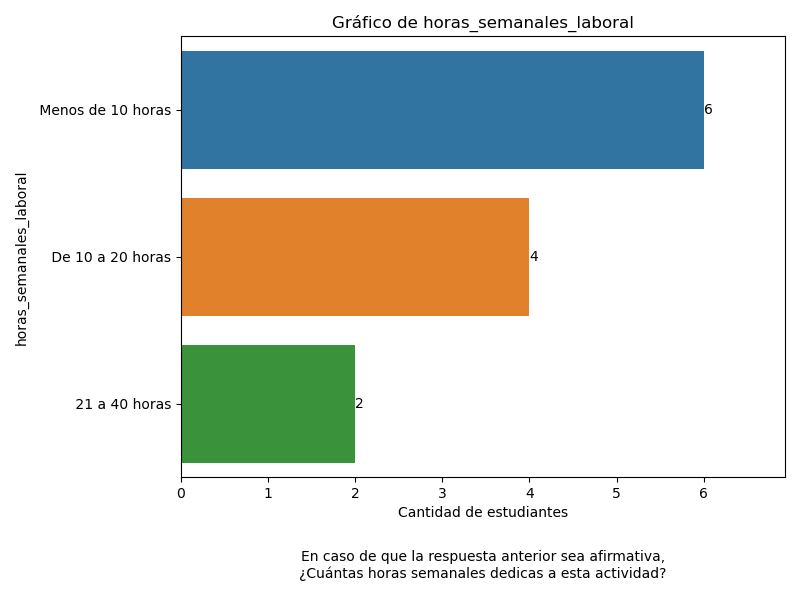 Gráfico de horas_semanales_laboral
horas_semanales_laboral
Menos de 10 horas
6
De 10 a 20 horas
4
21 a 40 horas
2
0 1 2 3 4 5 6
Cantidad de estudiantes
En caso de que la respuesta anterior sea afirmativa,
¿Cuántas horas semanales dedicas a esta actividad?